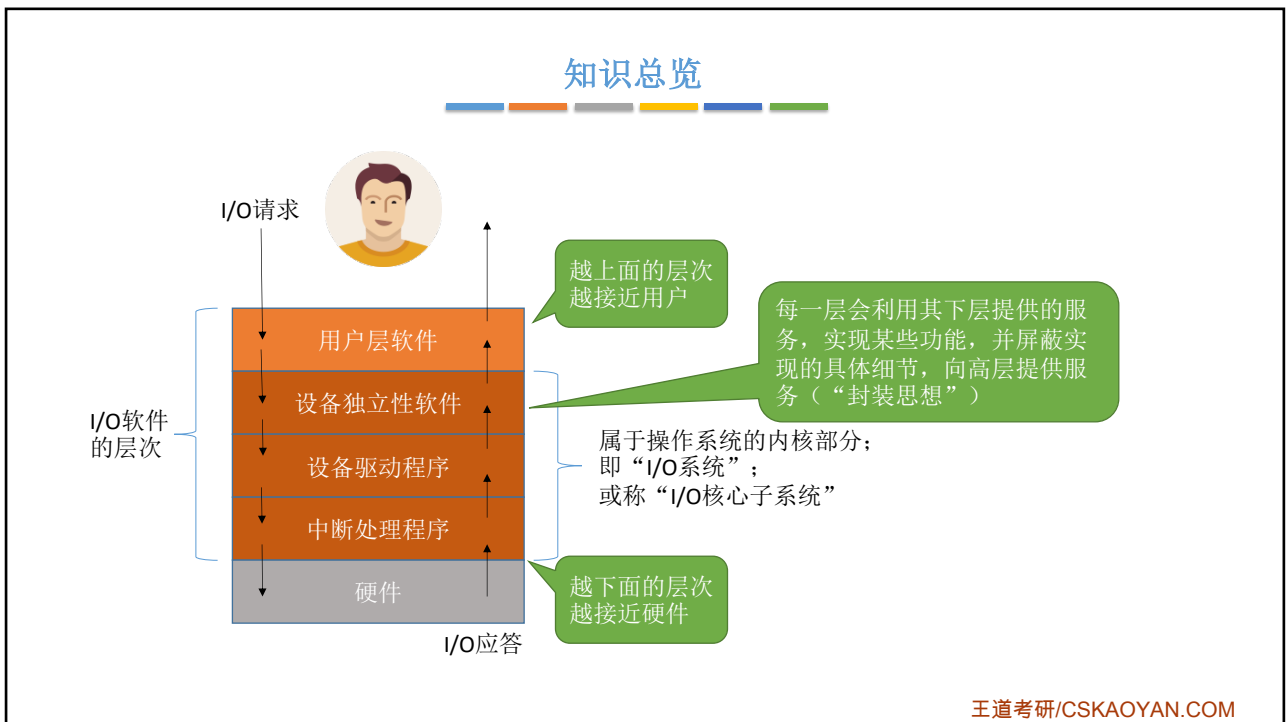 知识总览
I/O请求
越上面的层次
越接近用户
每一层会利用其下层提供的服
务，实现某些功能，并屏蔽实
现的具体细节，向高层提供服
务（“封装思想”）
用户层软件
设备独立性软件
I/O软件
的层次
设备驱动程序
属于操作系统的内核部分；
即“I/O系统”；
或称“I/O核心子系统”
中断处理程序
硬件
越下面的层次
越接近硬件
I/O应答
王道考研/CSKAOYAN.COM